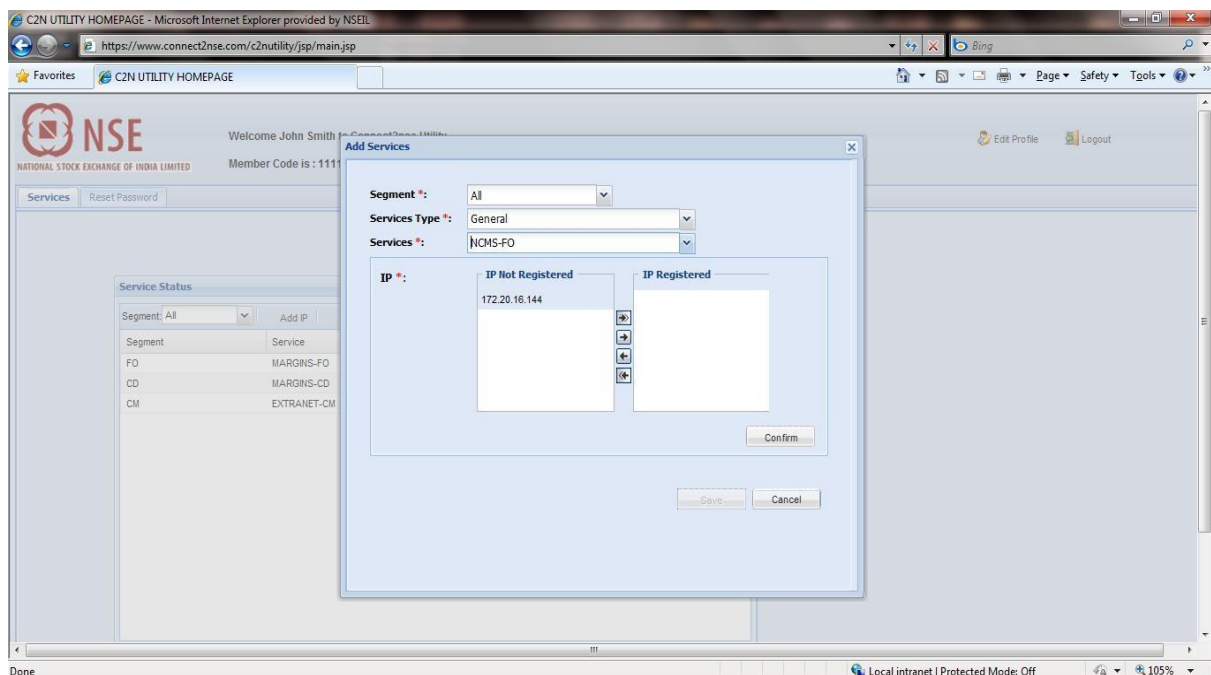 C2N UTILITY HOMEPAGE - Microsoft Internet Explorer provided by NSEIL
https://www.connect2nse.com/c2nutility/jsp/main.jsp
Bing
Favorites
C2N UTILITY HOMEPAGE
Page Safety Tools
NSE
NATIONAL STOCK EXCHANGE OF INDIA LIMITED
Welcome John Smith to Connect2nse Utility
Member Code is : 1111
Edit Profile
Logout
Services
Reset Password
Add Services
Segment *:
All
Services Type *:
General
Services *:
NCMS-FO
IP *:
IP Not Registered
IP Registered
172.20.16.144
Confirm
Save
Cancel
Service Status
Segment: All
Add IP
Segment Service
FO MARGINS-FO
CD MARGINS-CD
CM EXTRANET-CM
Done
Local intranet | Protected Mode: Off
105%